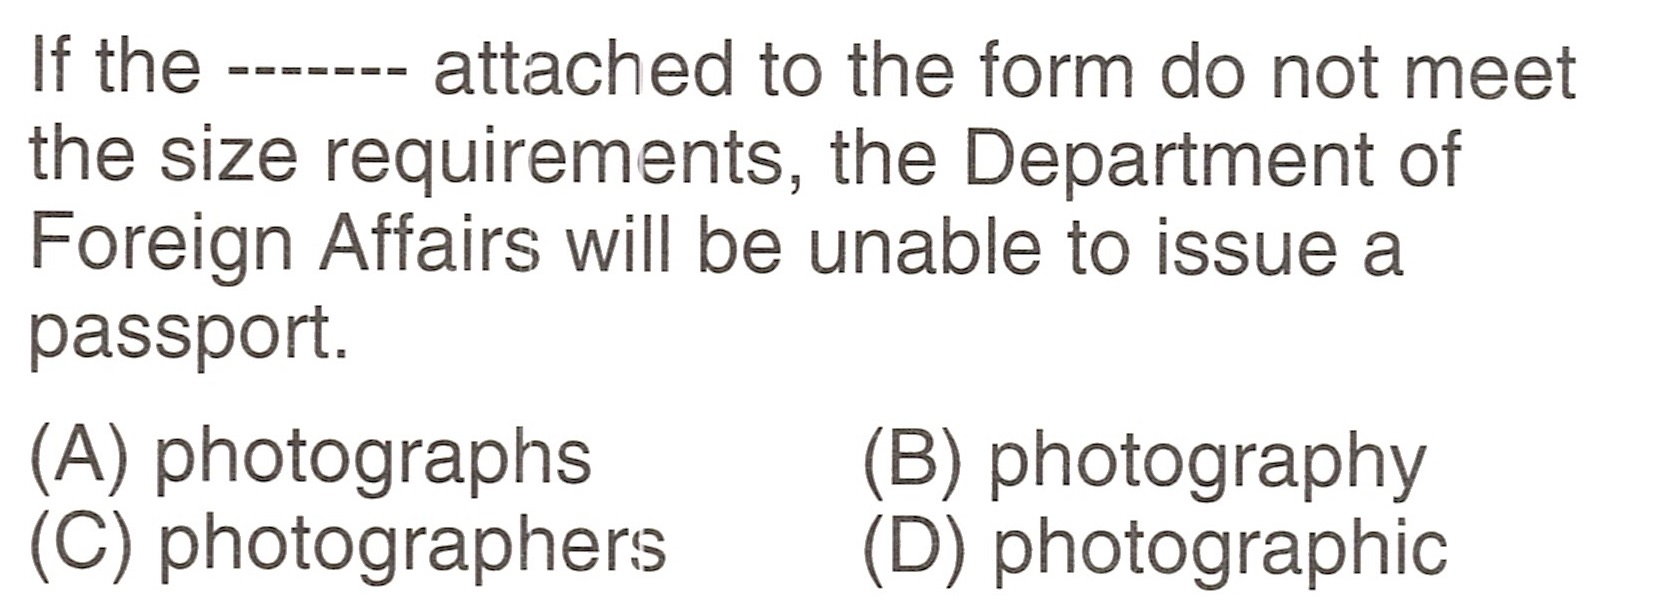 If the ------- attached to the form do not meet
the size requirements, the Department of
Foreign Affairs will be unable to issue a
passport.
(A) photographs (B) photography
(C) photographers (D) photographic